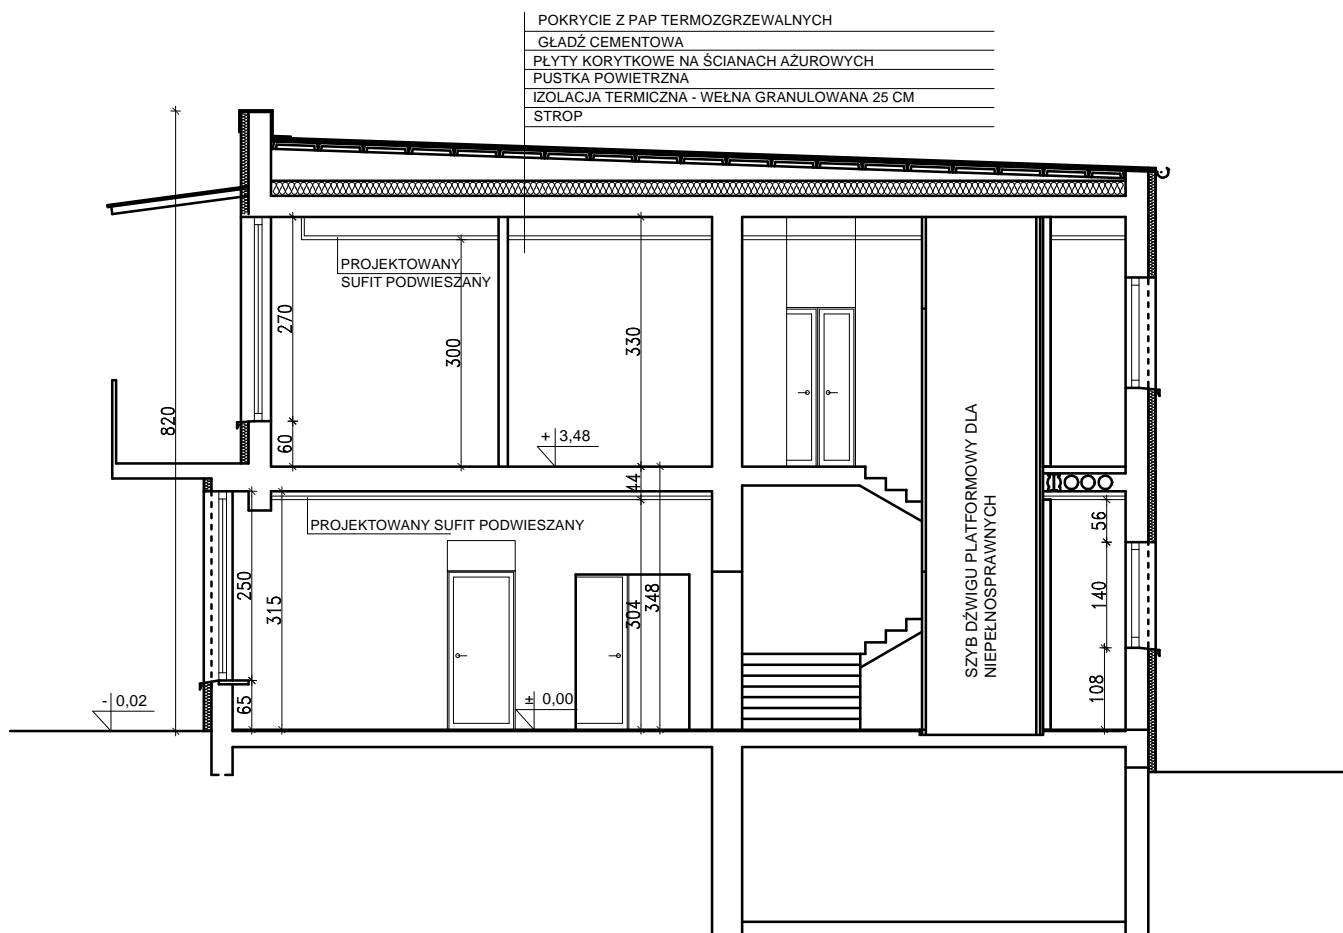 POKRYCIE Z PAP TERMOZGRZEWALNYCH
GŁADŹ CEMENTOWA
PŁYTY KORYTKOWE NA ŚCIANACH AŻUROWYCH
PUSTKA POWIETRZNA
IZOLACJA TERMICZNA - WEŁNA GRANULOWANA 25 CM
STROP
PROJEKTOWANY
SUFIT PODWIESZANY
270
300
330
820
60
+ 3,48
44
PROJEKTOWANY SUFIT PODWIESZANY
SZYB DŹWIGU PLATFORMOWY DLA
NIEPEŁNOSPRAWNYCH
56
250
315
304
348
140
- 0,02
65
± 0,00
108